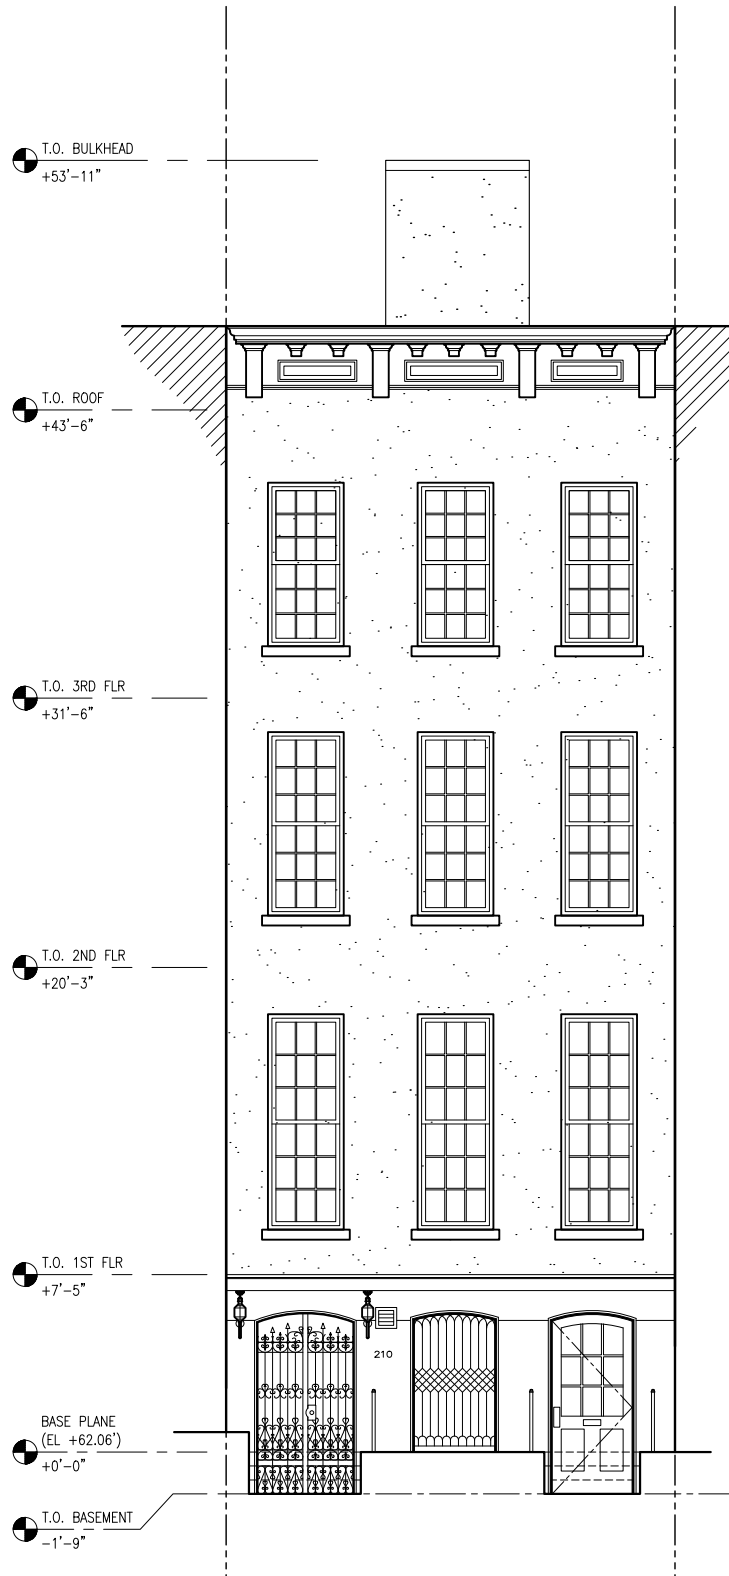 T.O. BULKHEAD
+53'-11"
T.O. ROOF
+43'-6"
T.O. 3RD FLR
+31'-6"
T.O. 2ND FLR
+20'-3"
T.O. 1ST FLR
+7'-5"
210
BASE PLANE
(EL +62.06')
+0'-0"
T.O. BASEMENT
-1'-9"